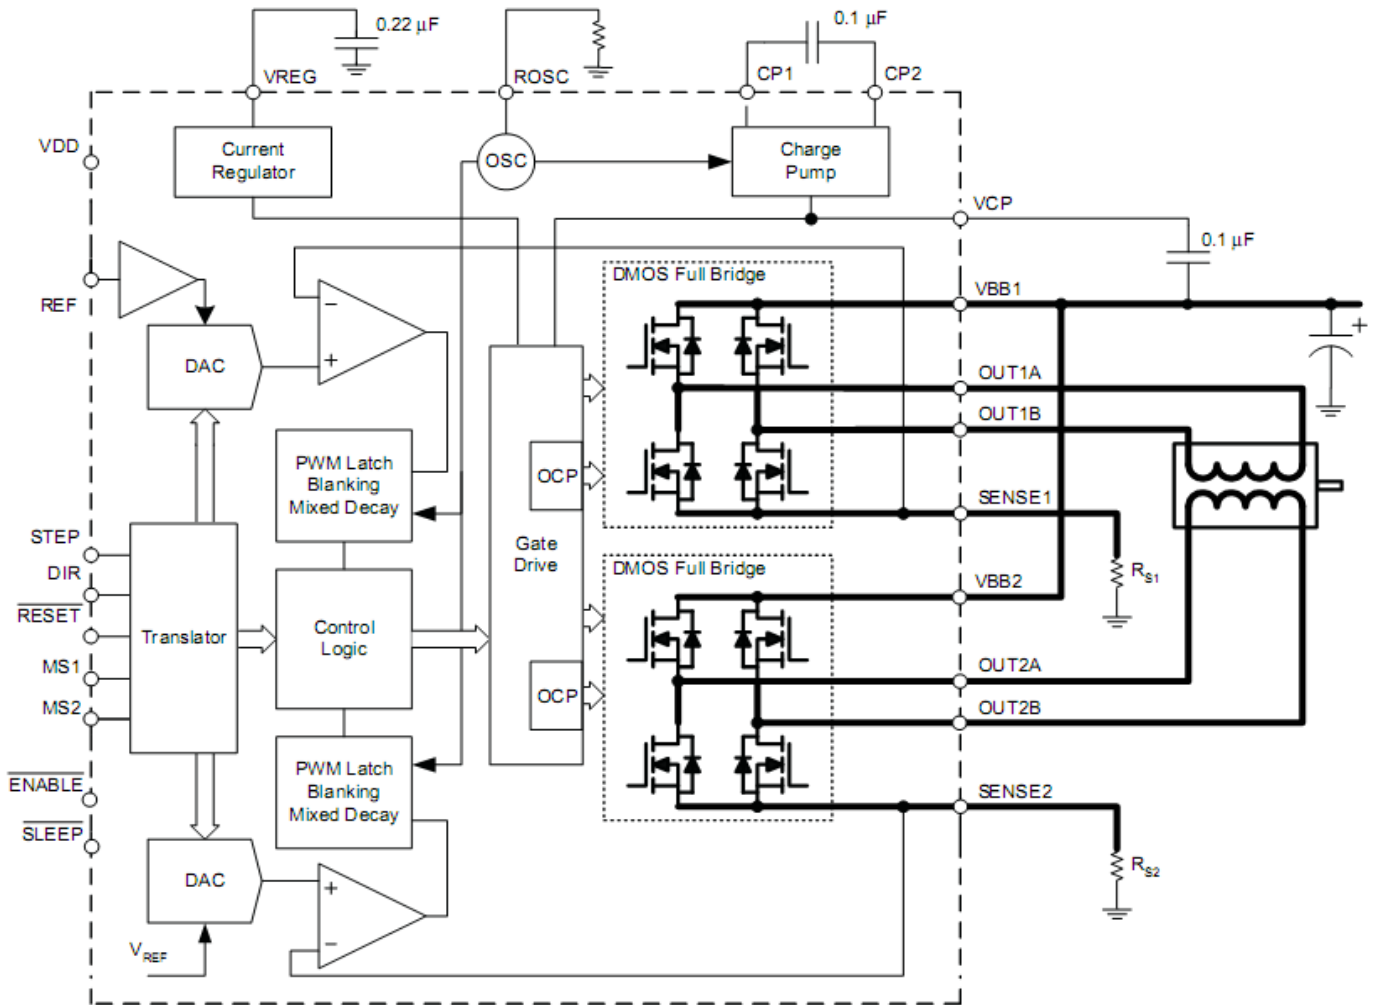 0.22 µF
0.1 µF
VREG
ROSC
CP1
CP2
VDD
Current
Regulator
OSC
Charge
Pump
VCP
0.1 µF
REF
DMOS Full Bridge
VBB1
−
+
+
DAC
OUT1A
OUT1B
PWM Latch
Blanking
Mixed Decay
OCP
SENSE1
STEP
DIR
RESET
MS1
MS2
Translator
Control
Logic
Gate
Drive
DMOS Full Bridge
VBB2
RS1
OUT2A
OUT2B
OCP
ENABLE
SLEEP
PWM Latch
Blanking
Mixed Decay
SENSE2
DAC
+
−
RS2
VREF